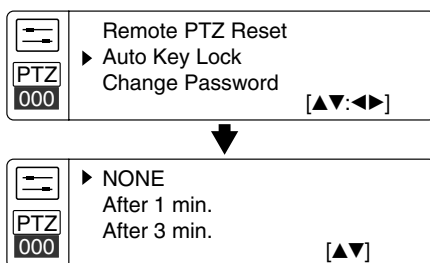 Remote PTZ Reset
▶ Auto Key Lock
Change Password
[▲▼:◀▶]
PTZ
000
▶ NONE
After 1 min.
After 3 min.
[▲▼]
PTZ
000